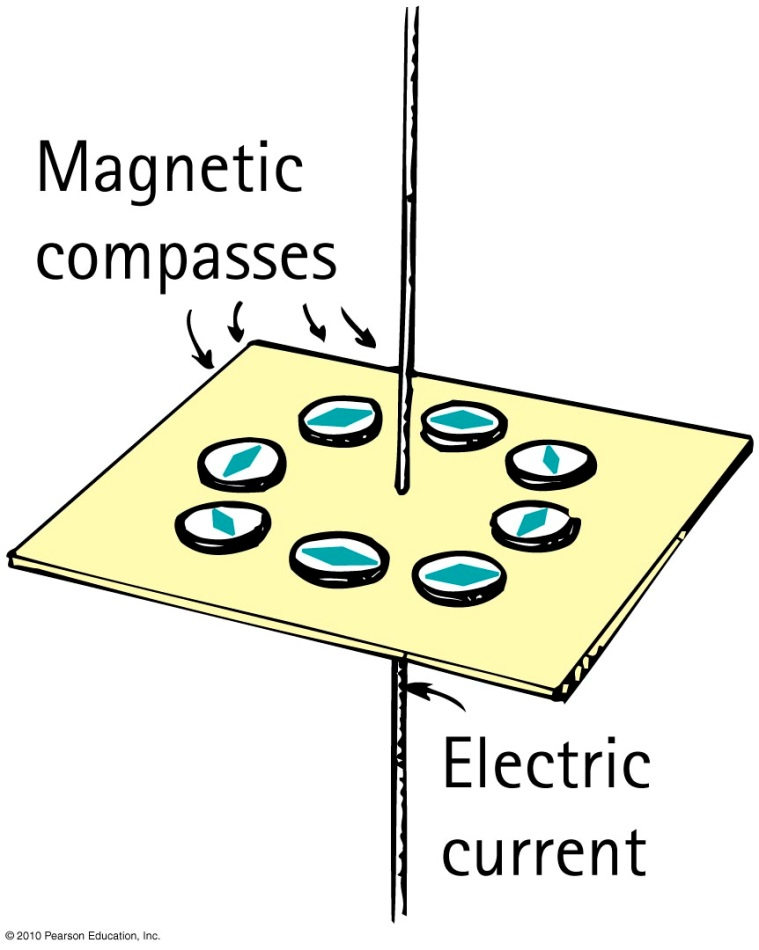 Magnetic
compasses
Electric
current
© 2010 Pearson Education, Inc.